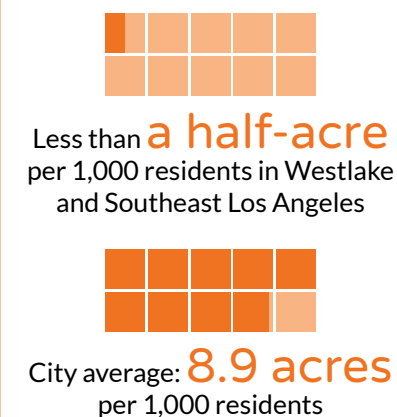 Less than a half-acre
per 1,000 residents in Westlake
and Southeast Los Angeles
City average: 8.9 acres
per 1,000 residents